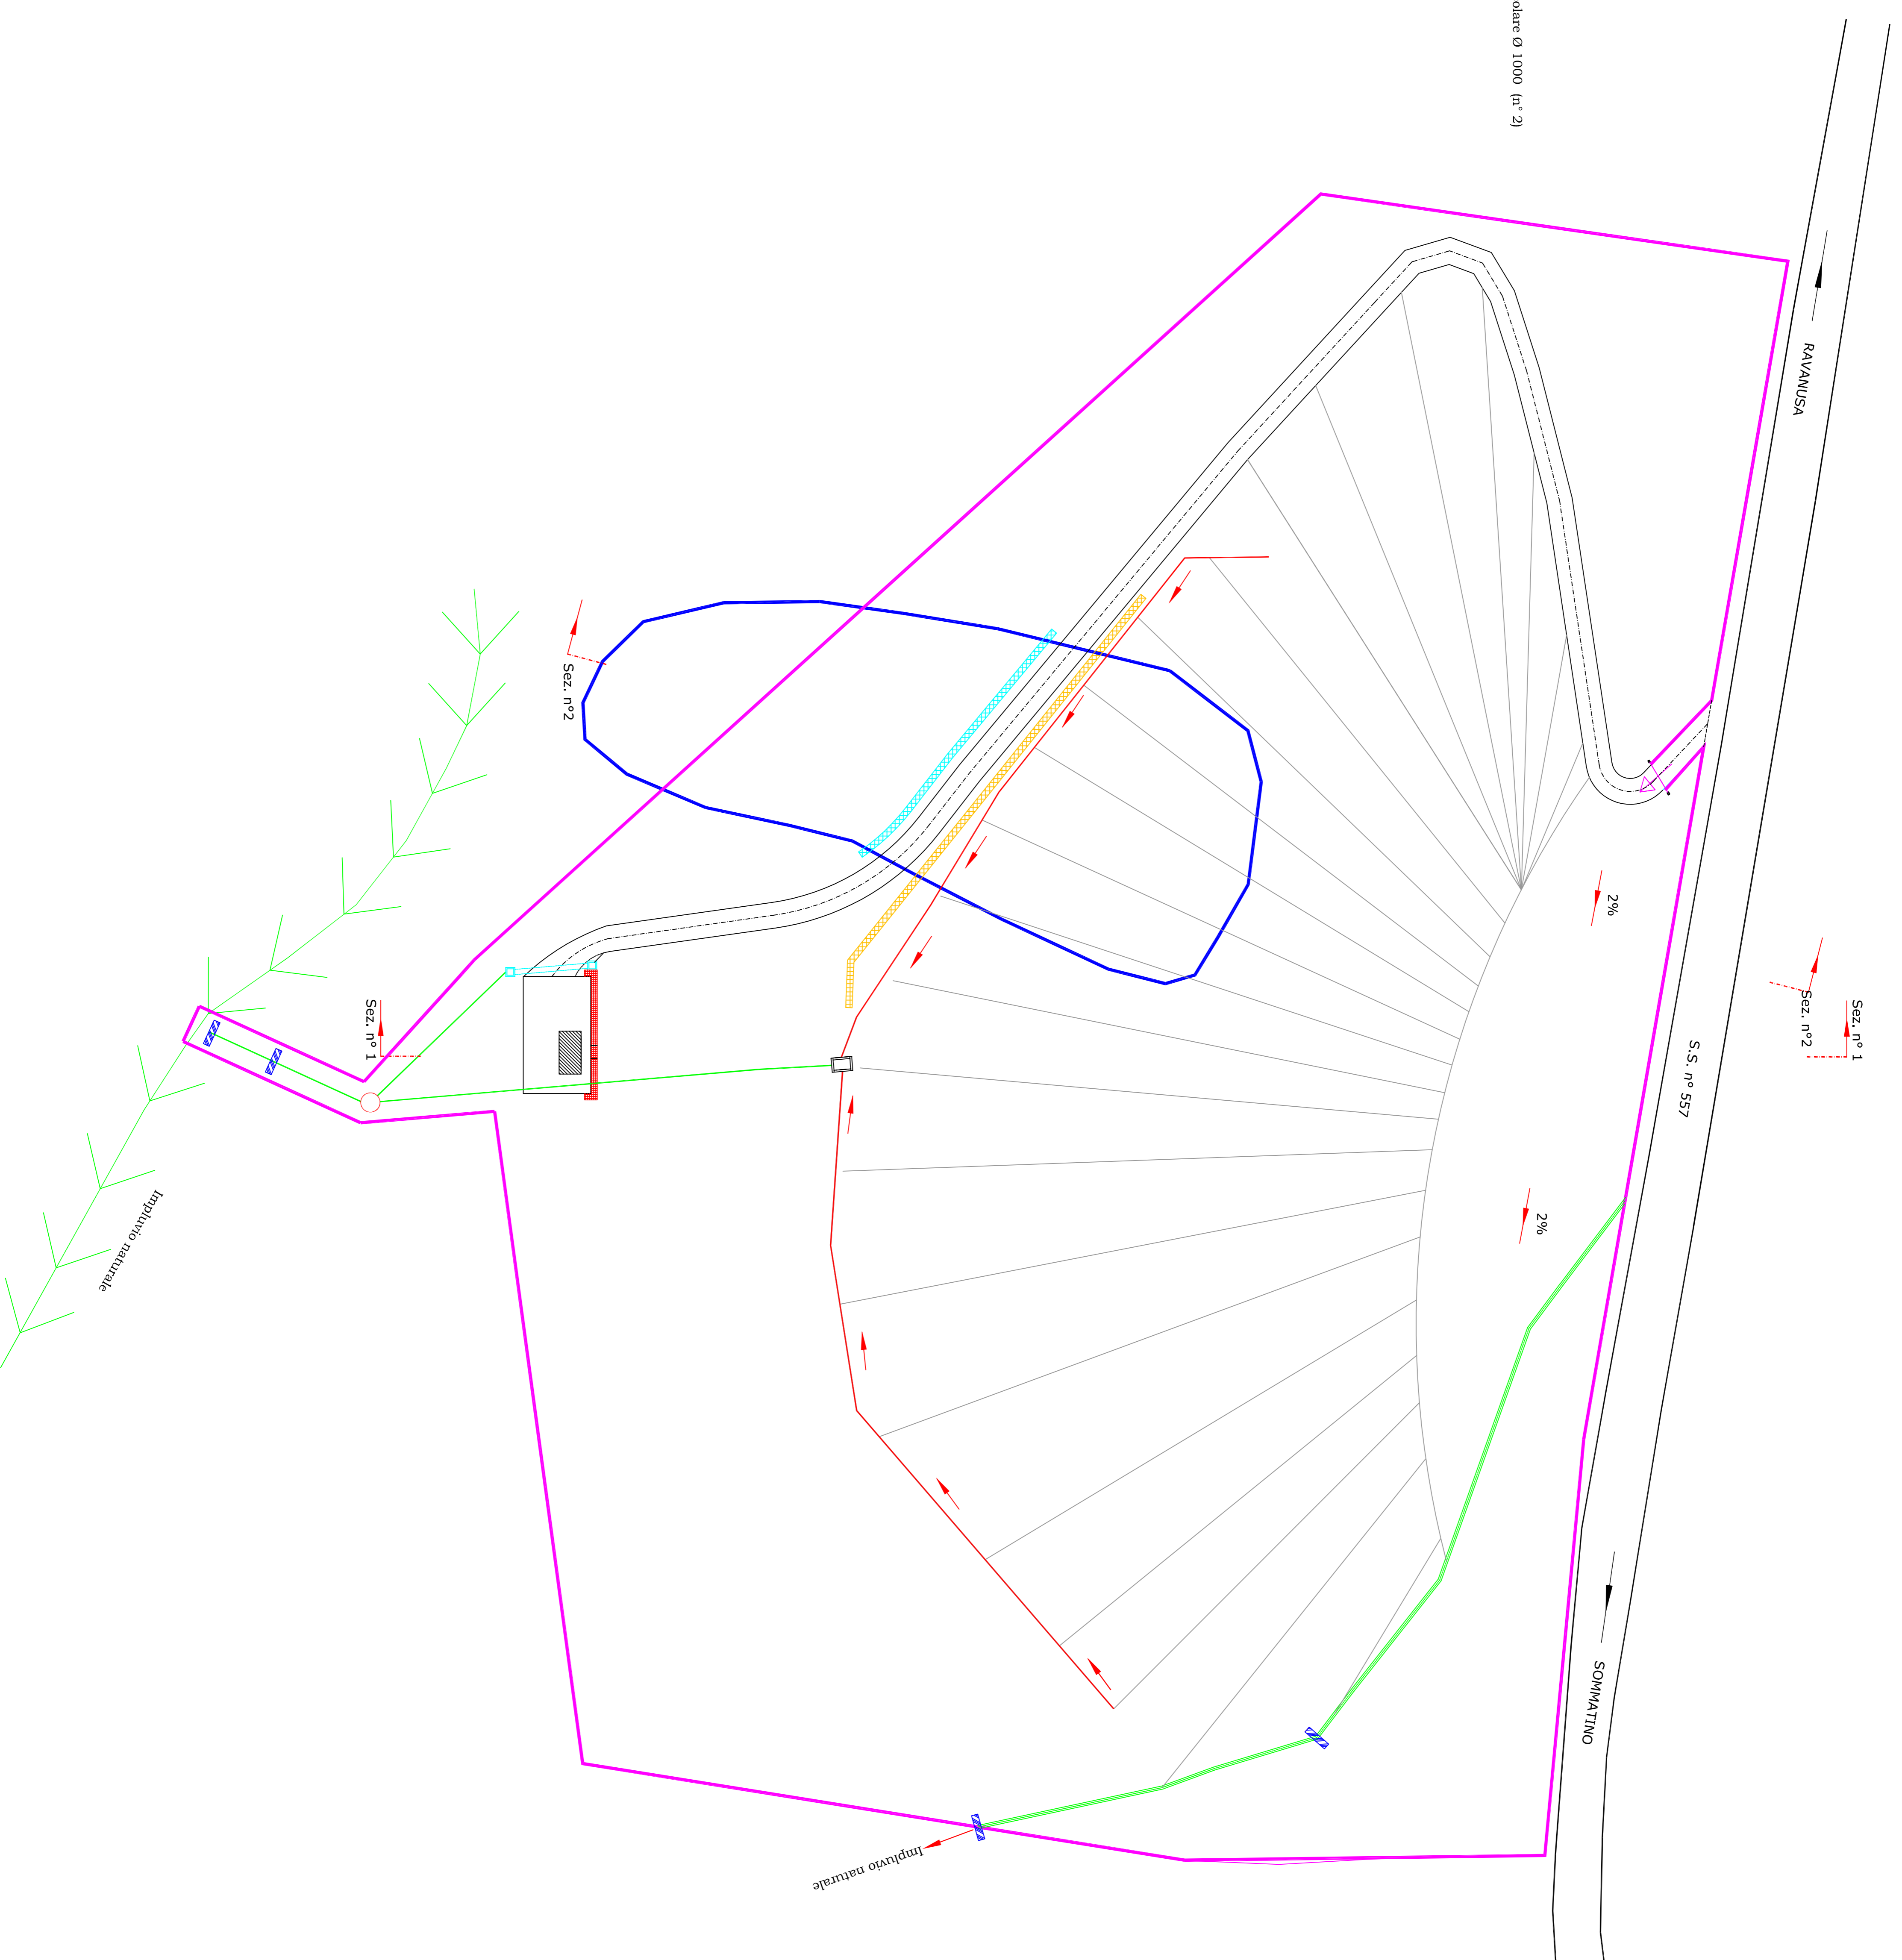 olare Ø 1000 (n° 2)
RAVANUSA
Sez. n°2
2%
Sez. n°2
Sez. n° 1
Sez. n° 1
S.S. n° 557
2%
Impluvio naturale
SOMMATINO
Impluvio naturale